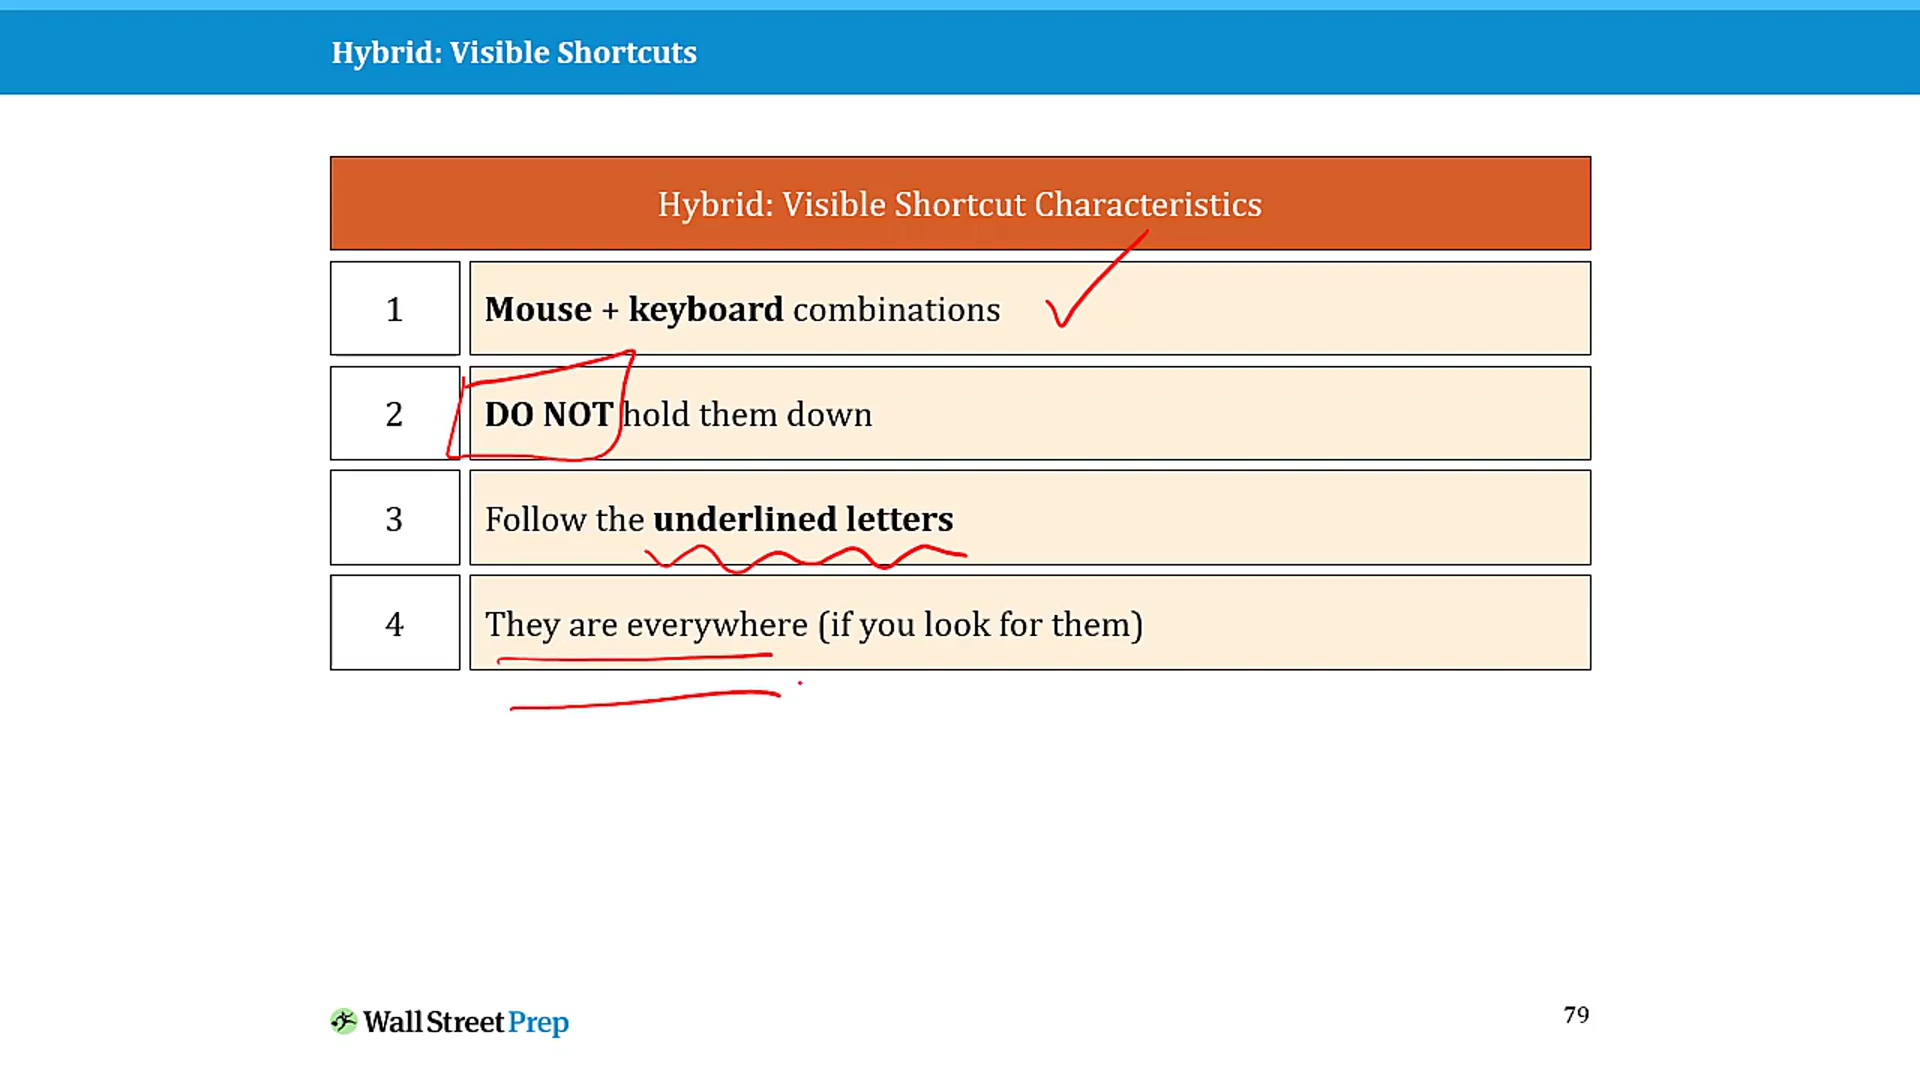 Hybrid: Visible Shortcuts
Hybrid: Visible Shortcut Characteristics
1 Mouse + keyboard combinations
2 DO NOT hold them down
3 Follow the underlined letters
4 They are everywhere (if you look for them)
Wall Street Prep
79